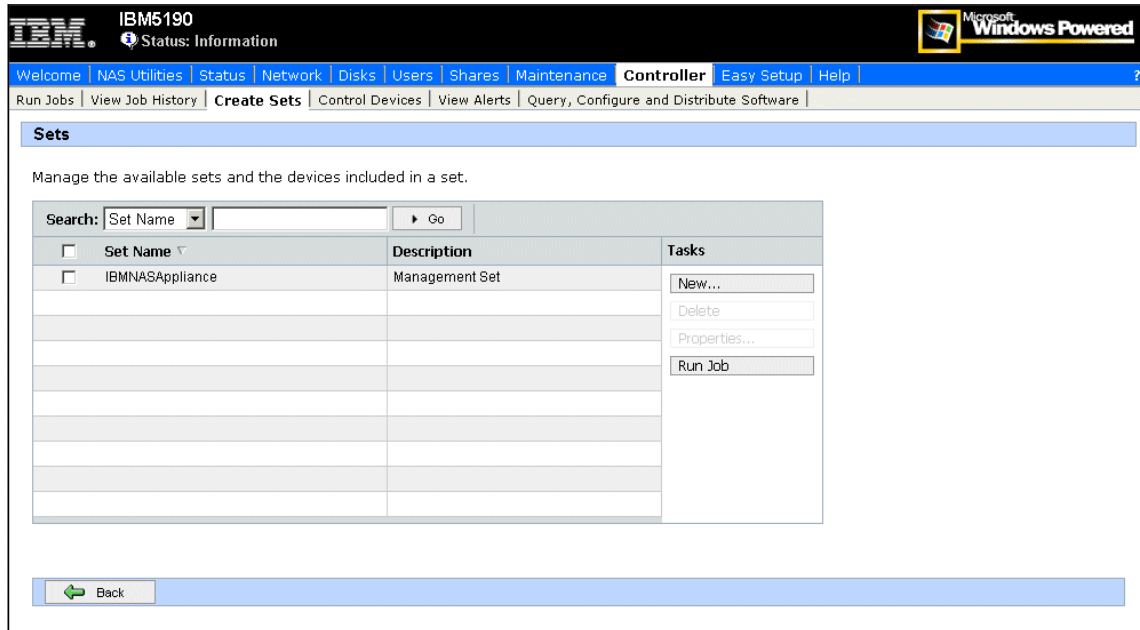 IBM
IBM5190
Status: Information
Microsoft
Windows Powered
Welcome | NAS Utilities | Status | Network | Disks | Users | Shares | Maintenance | Controller | Easy Setup | Help | ?
Run Jobs | View Job History | Create Sets | Control Devices | View Alerts | Query, Configure and Distribute Software |
Sets
Manage the available sets and the devices included in a set.
Search: Set Name Go
Set Name Description Tasks
IBMNASAppliance Management Set
New...
Delete
Properties...
Run Job
Back